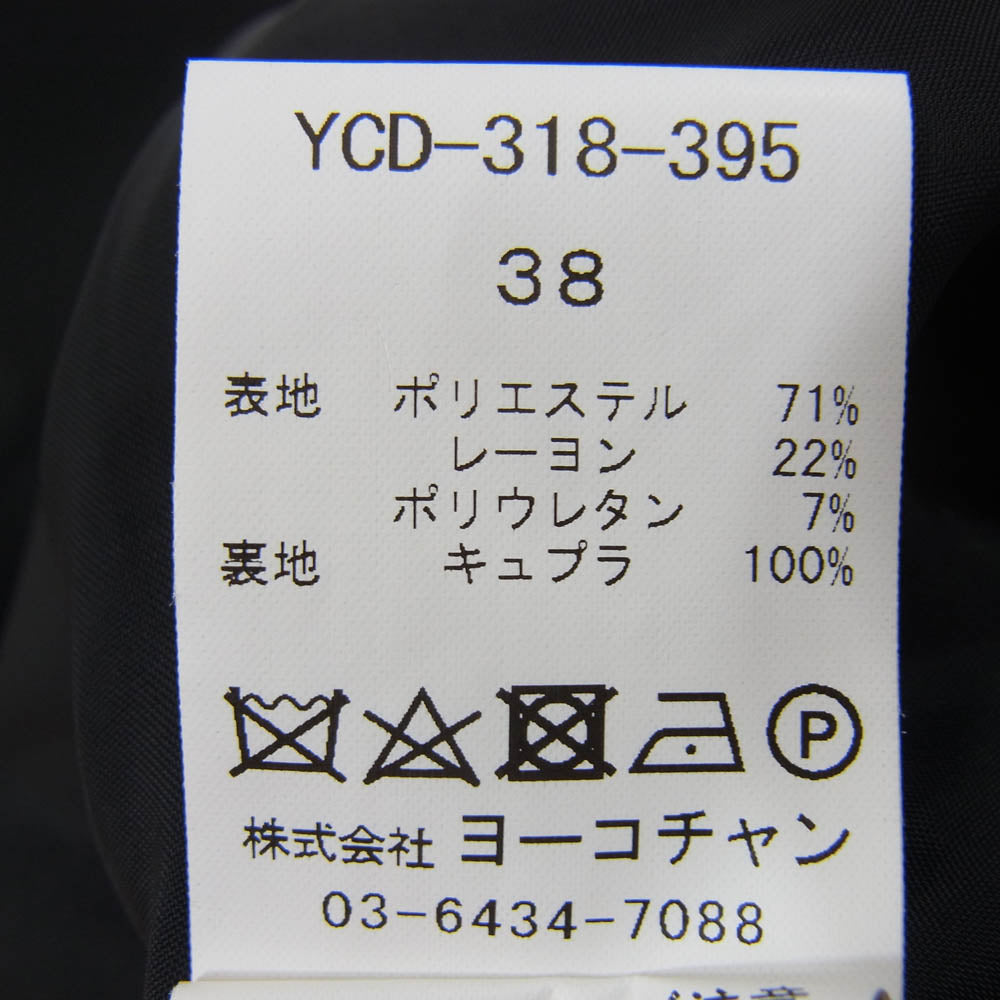 YCD-318-395
38
表地 ポリエステル 71%
レーヨン 22%
ポリウレタン 7%
裏地 キュプラ 100%
P
株式会社 ヨーコチャン
03-6434-7088
注意